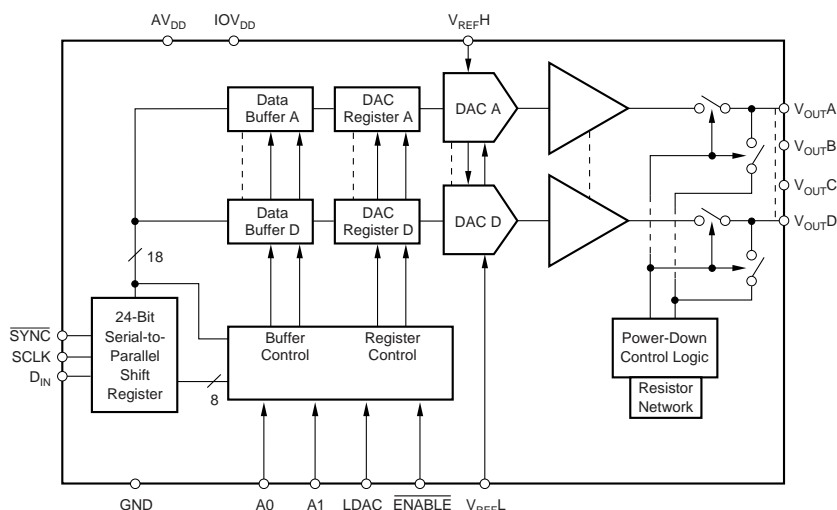 AVDD IOVDD VREFH
Data
Buffer A
DAC
Register A
DAC A
VOUTA
VOUTB
VOUTC
Data
Buffer D
DAC
Register D
DAC D
VOUTD
18
24-Bit
Serial-to-
Parallel
Shift
Register
SYNC
SCLK
DIN
8
Buffer
Control
Register
Control
Power-Down
Control Logic
Resistor
Network
GND A0 A1 LDAC ENABLE VREFL